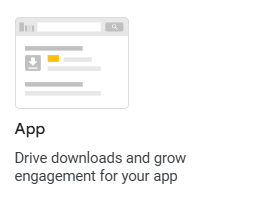 App
Drive downloads and grow
engagement for your app